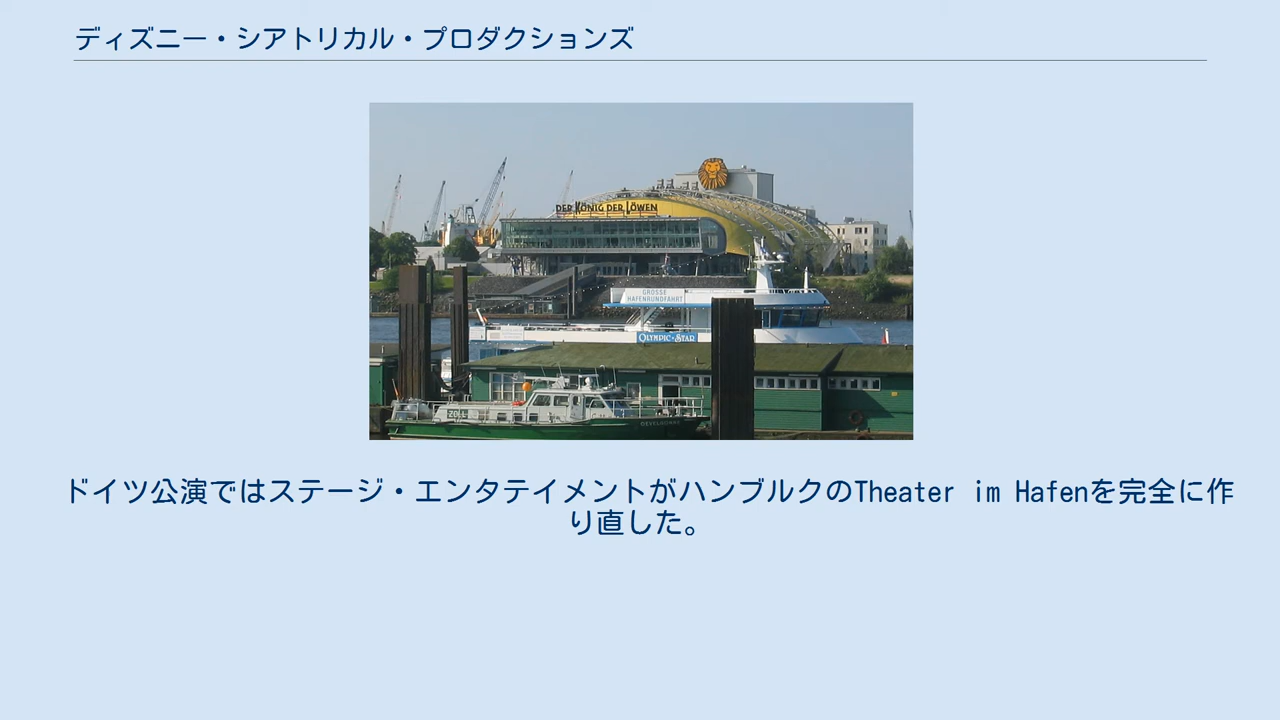 ディズニー・シアトリカル・プロダクションズ
DER KÖNIG DER LÖWEN
GROSSE
HAFENRUNDFAHRT
OLYMPIC STAR
ZOLL
ドイツ公演ではステージ・エンタテイメントがハンブルクのTheater im Hafenを完全に作
り直した。